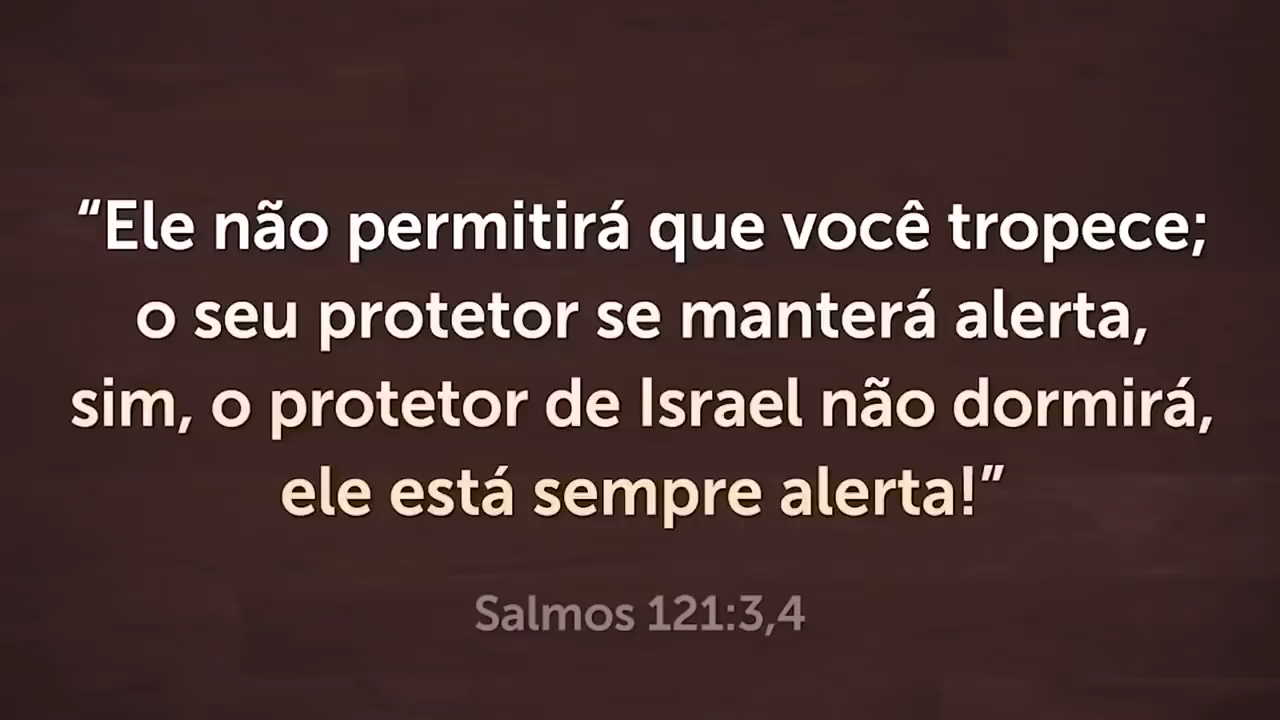 “Ele não permitirá que você tropece;
o seu protetor se manterá alerta,
sim, o protetor de Israel não dormirá,
ele está sempre alerta!”
Salmos 121:3,4